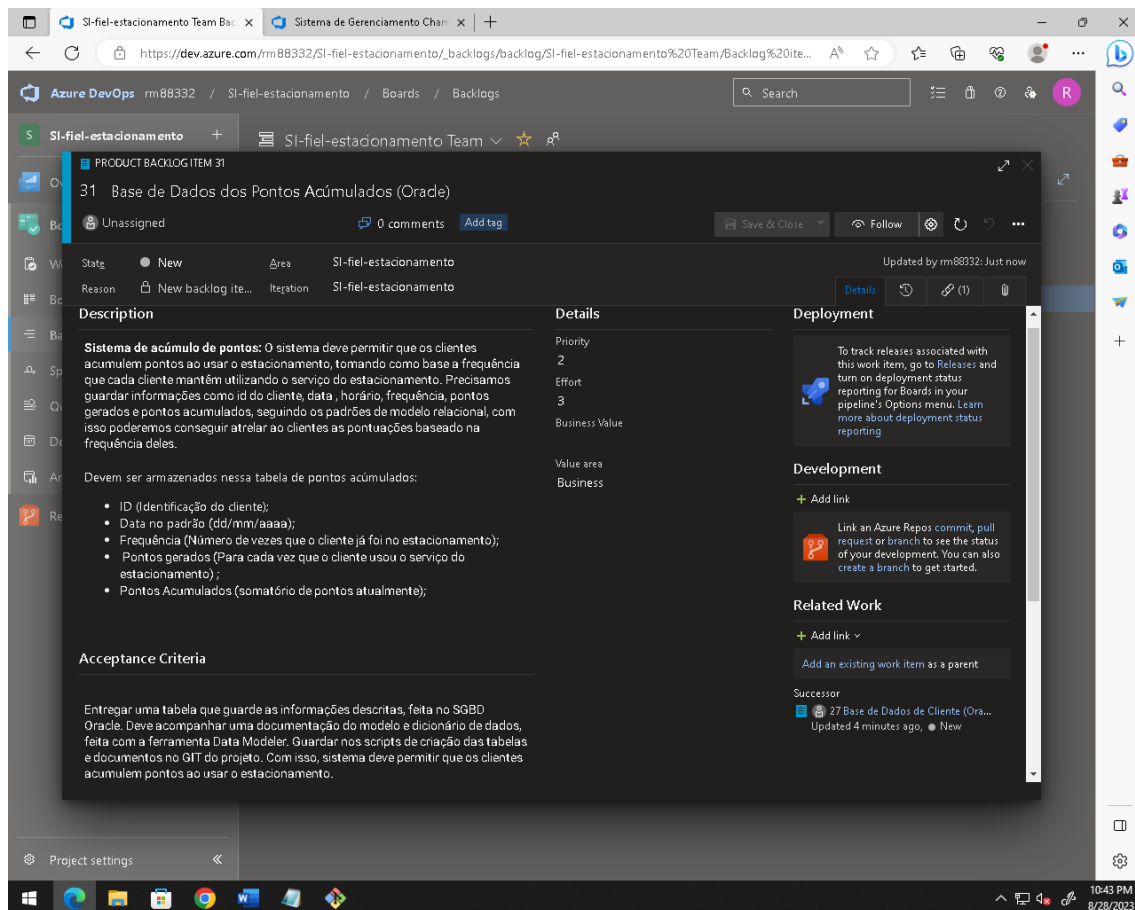 SI-fiel-estacionamento Team Bac
Sistema de Gerenciamento Cham
https://dev.azure.com/rm88332/SI-fiel-estacionamento/_backlogs/backlog/SI-fiel-estacionamento%20Team/Backlog%20ite...
Azure DevOps rm88332 / SI-fiel-estacionamento / Boards / Backlogs
Search
R
S SI-fiel-estacionamento +
SI-fiel-estacionamento Team
PRODUCT BACKLOG ITEM 31
31 Base de Dados dos Pontos Acúmulados (Oracle)
Unassigned
0 comments
Add tag
Save & Close
Follow
State New
Area SI-fiel-estacionamento
Updated by rm88332: Just now
Reason New backlog ite...
Iteration SI-fiel-estacionamento
Details
(1)
Description
Sistema de acúmulo de pontos: O sistema deve permitir que os clientes
acumulem pontos ao usar o estacionamento, tomando como base a frequência
que cada cliente mantém utilizando o serviço do estacionamento. Precisamos
guardar informações como id do cliente, data , horário, frequência, pontos
gerados e pontos acumulados, seguindo os padrões de modelo relacional, com
isso poderemos conseguir atrelar ao clientes as pontuações baseado na
frequência deles.
Devem ser armazenados nessa tabela de pontos acúmulados:
• ID (Identificação do cliente);
• Data no padrão (dd/mm/aaaa);
• Frequência (Número de vezes que o cliente já foi no estacionamento);
• Pontos gerados (Para cada vez que o cliente usou o serviço do
estacionamento) ;
• Pontos Acumulados (somatório de pontos atualmente);
Acceptance Criteria
Entregar uma tabela que guarde as informações descritas, feita no SGBD
Oracle. Deve acompanhar uma documentação do modelo e dicionário de dados,
feita com a ferramenta Data Modeler. Guardar nos scripts de criação das tabelas
e documentos no GIT do projeto. Com isso, sistema deve permitir que os clientes
acumulem pontos ao usar o estacionamento.
Details
Priority
2
Effort
3
Business Value
Value area
Business
Deployment
To track releases associated with
this work item, go to Releases and
turn on deployment status
reporting for Boards in your
pipeline's Options menu. Learn
more about deployment status
reporting
Development
+ Add link
Link an Azure Repos commit, pull
request or branch to see the status
of your development. You can also
create a branch to get started.
Related Work
+ Add link
Add an existing work item as a parent
Successor
27 Base de Dados de Cliente (Ora...
Updated 4 minutes ago, ● New
Project settings
10:43 PM
8/28/2023